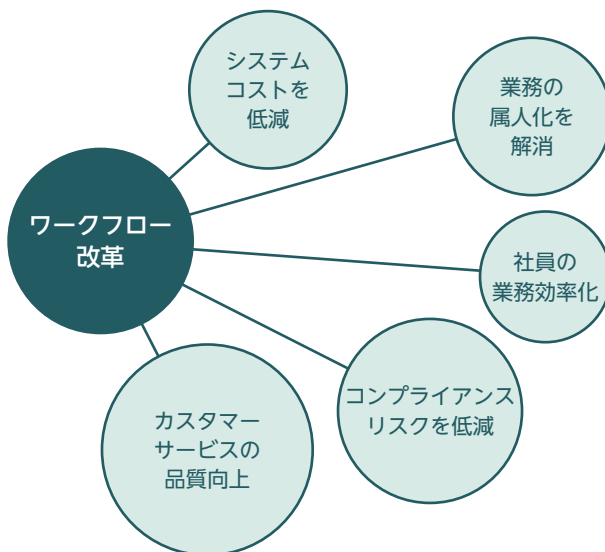 システム
コストを
低減
業務の
属人化を
解消
ワークフロー
改革
社員の
業務効率化
コンプライアンス
リスクを低減
カスタマー
サービスの
品質向上